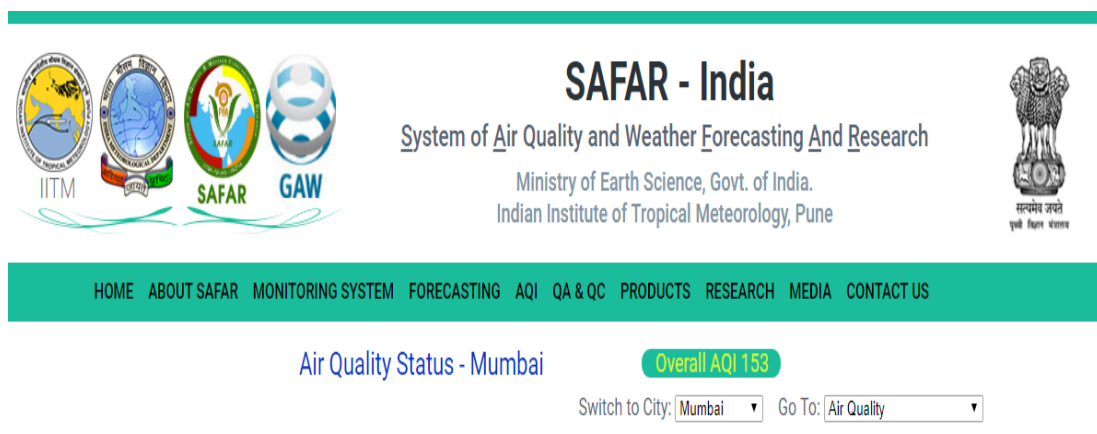 SAFAR - India
System of Air Quality and Weather Forecasting And Research
Ministry of Earth Science, Govt. of India.
Indian Institute of Tropical Meteorology, Pune
IITM
SAFAR
GAW
सत्यमेव जयते
पृथ्वी विज्ञान मंत्रालय
HOME ABOUT SAFAR MONITORING SYSTEM FORECASTING AQI QA & QC PRODUCTS RESEARCH MEDIA CONTACT US
Air Quality Status - Mumbai Overall AQI 153
Switch to City: Mumbai Go To: Air Quality